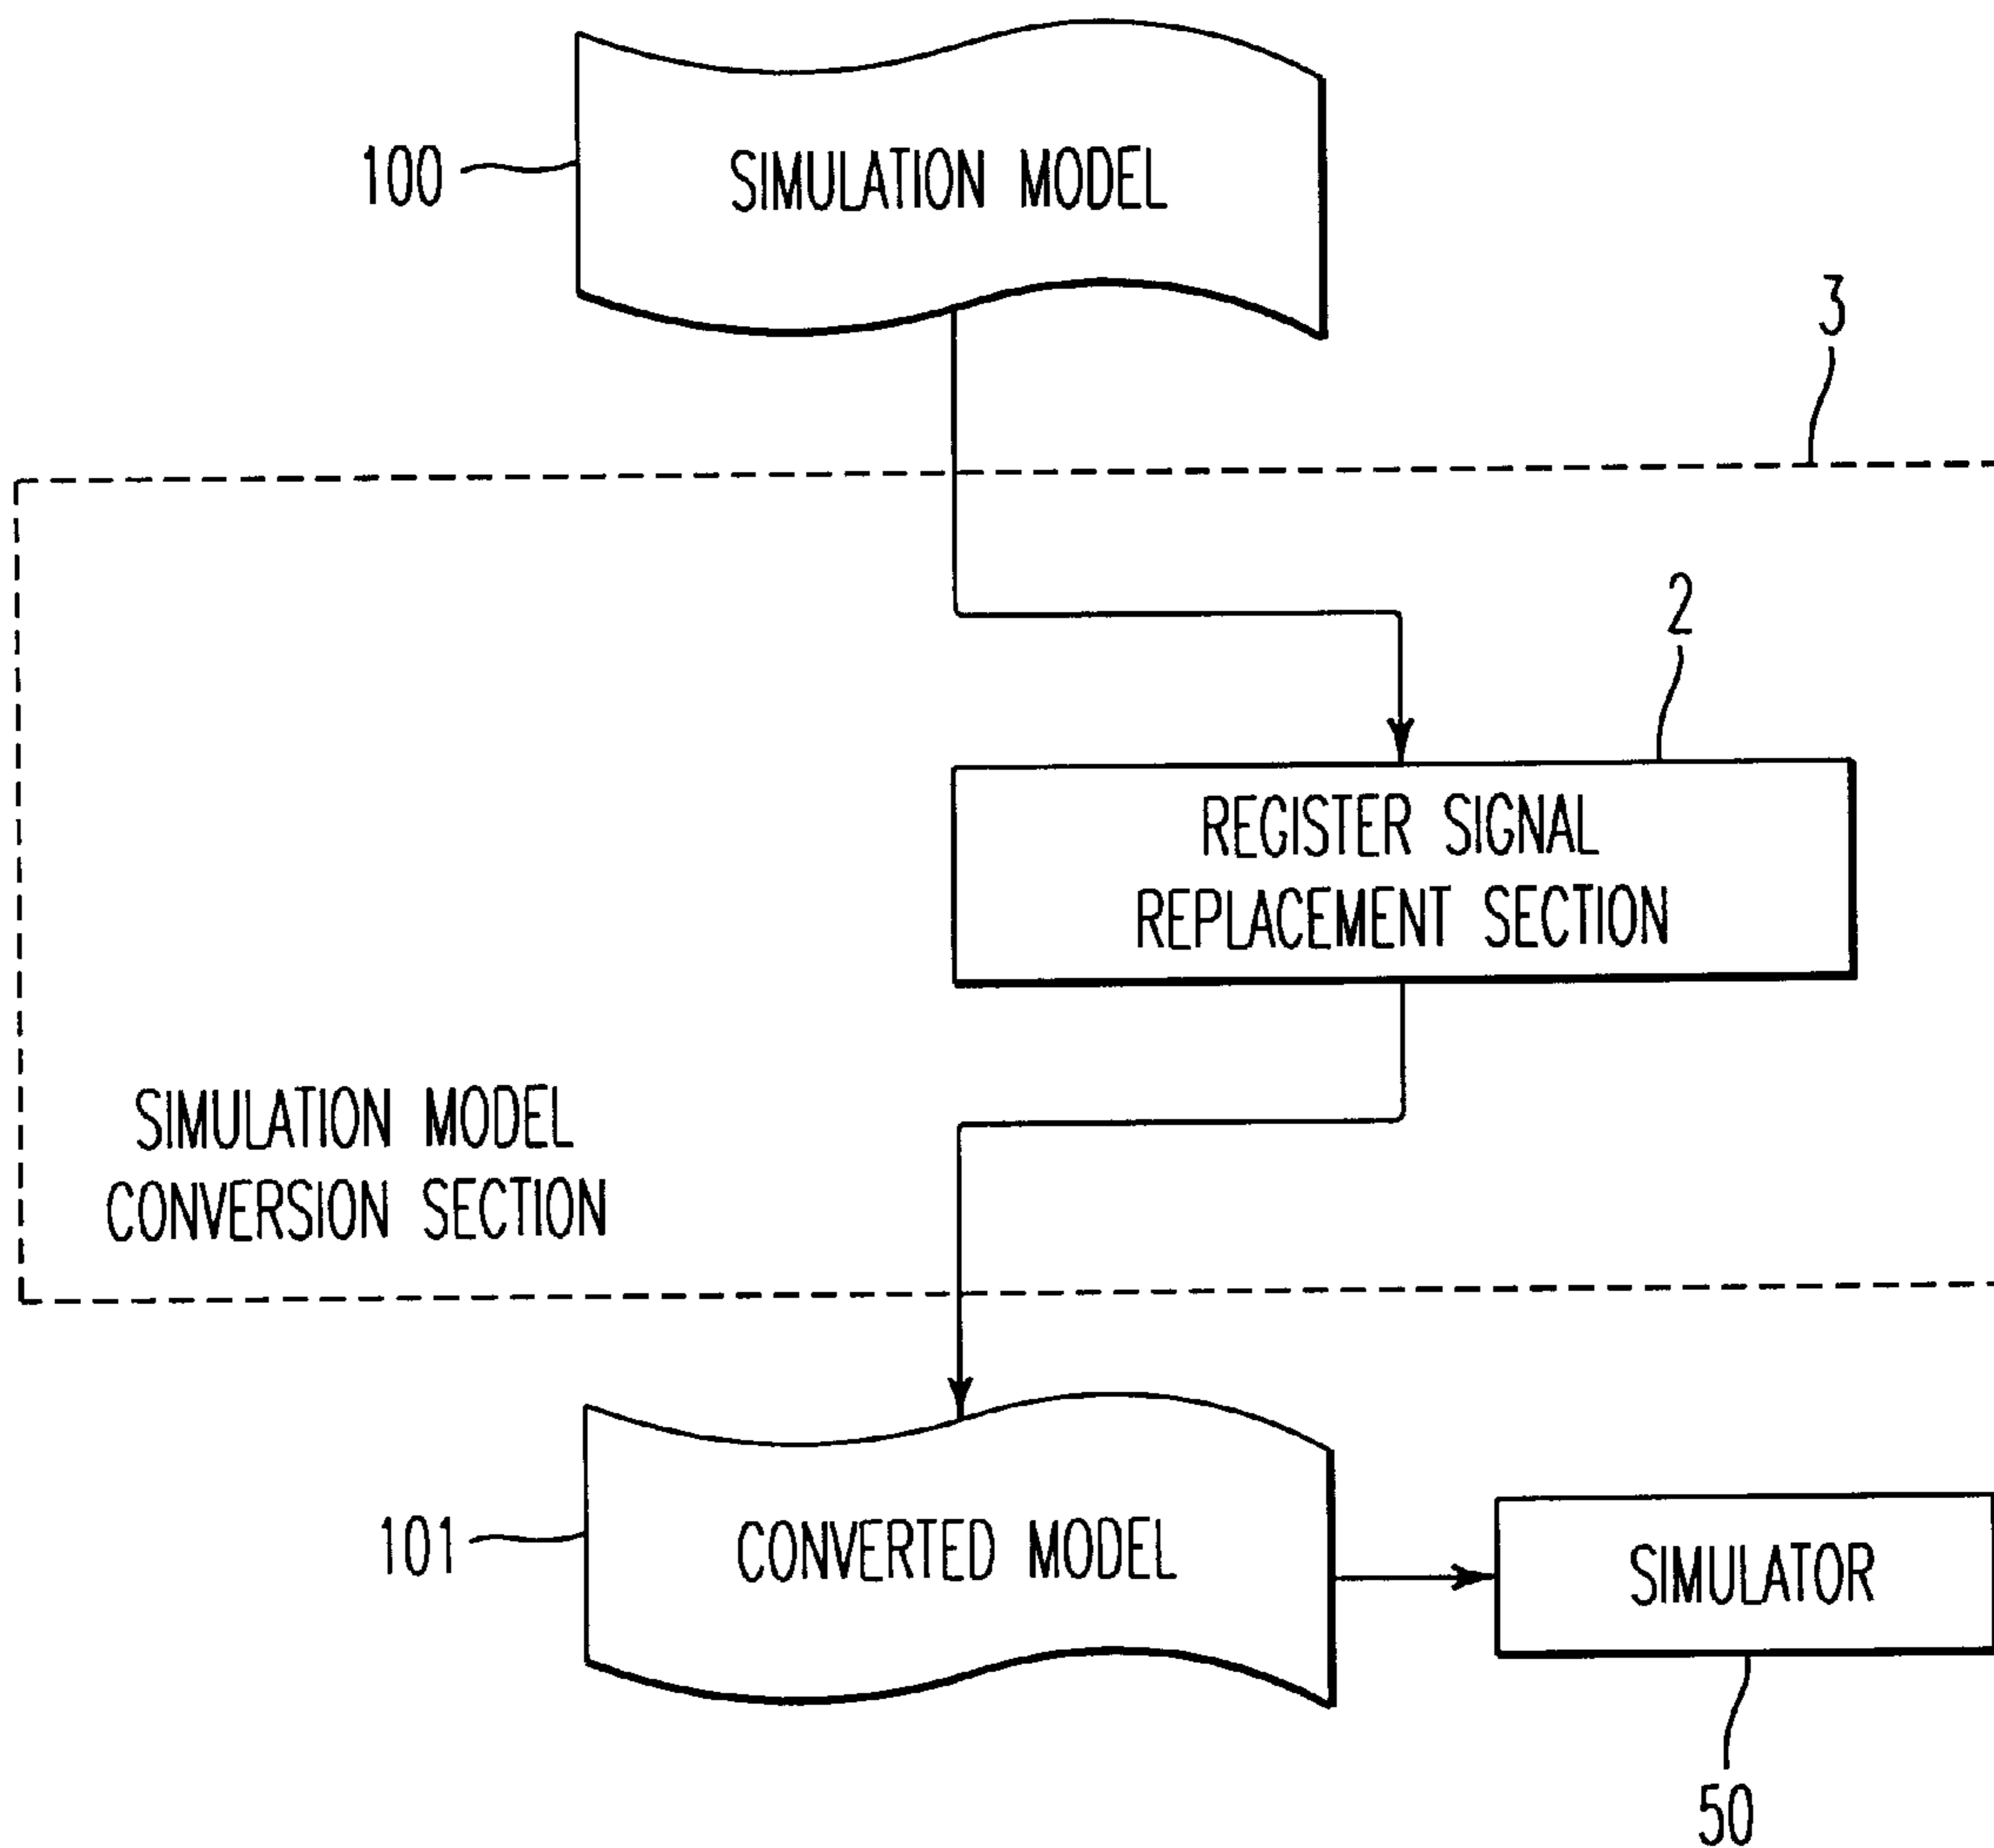 100
SIMULATION MODEL
3
2
REGISTER SIGNAL
REPLACEMENT SECTION
SIMULATION MODEL
CONVERSION SECTION
101
CONVERTED MODEL
SIMULATOR
50